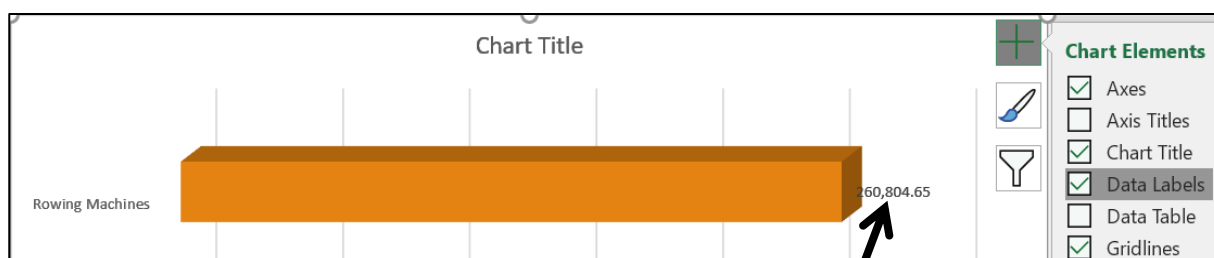 Chart Title
Rowing Machines
260,804.65
Chart Elements
Axes
Axis Titles
Chart Title
Data Labels
Data Table
Gridlines